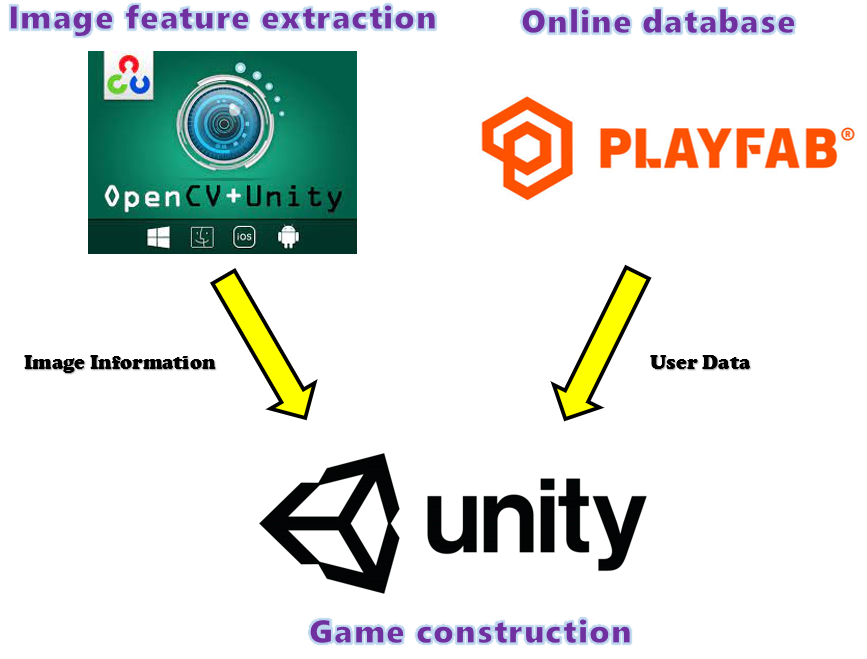 Image feature extraction
Online database
OpenCV+Unity
iOS
PLAYFAB®
Image Information
User Data
unity
Game construction